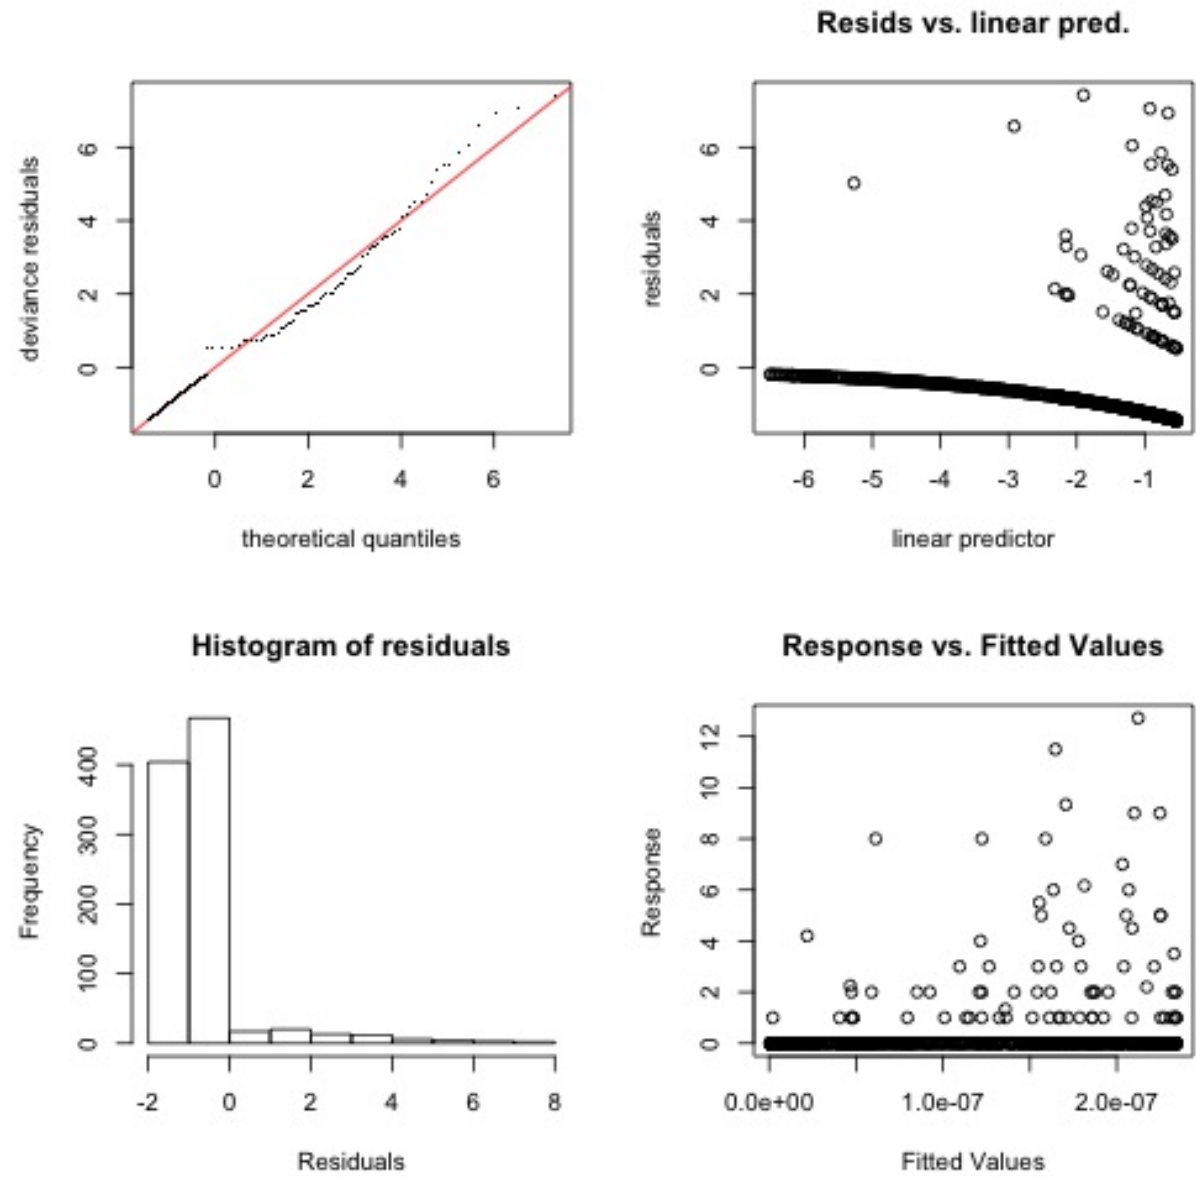 deviance residuals
6
4
2
0
0 2 4 6
theoretical quantiles
Resids vs. linear pred.
residuals
6
4
2
0
-6 -5 -4 -3 -2 -1
linear predictor
Histogram of residuals
Frequency
400
300
200
100
0
-2 0 2 4 6 8
Residuals
Response vs. Fitted Values
Response
12
10
8
6
4
2
0
0.0e+00 1.0e-07 2.0e-07
Fitted Values